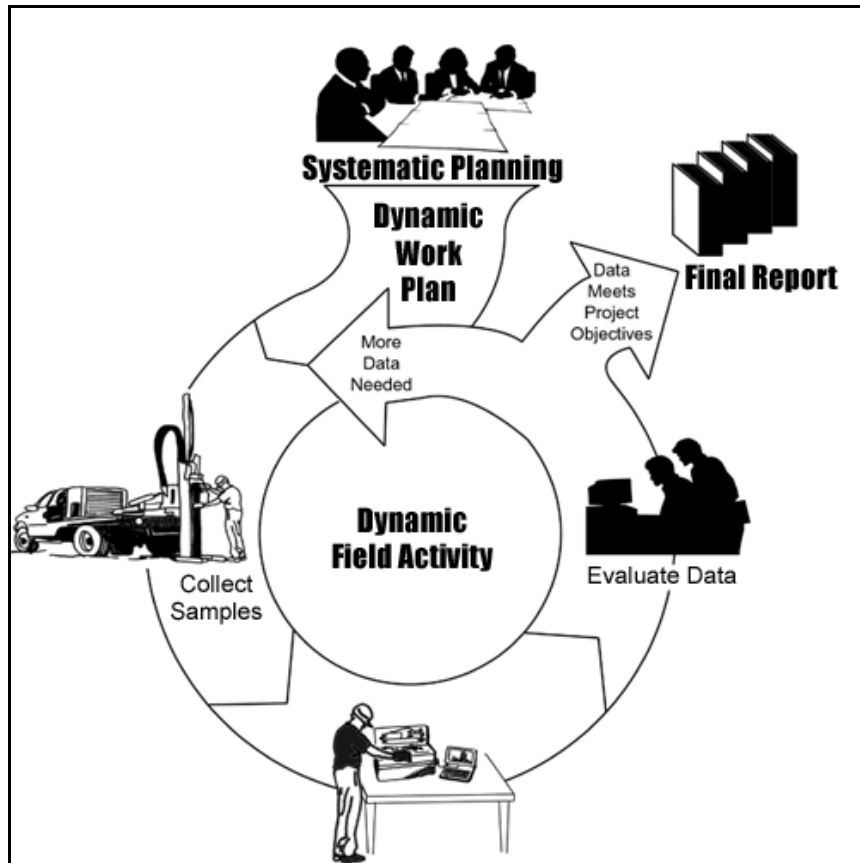 Systematic Planning
Dynamic
Work
Plan
Data
Meets
Project
Objectives
Final Report
More
Data
Needed
Dynamic
Field Activity
Collect
Samples
Evaluate Data